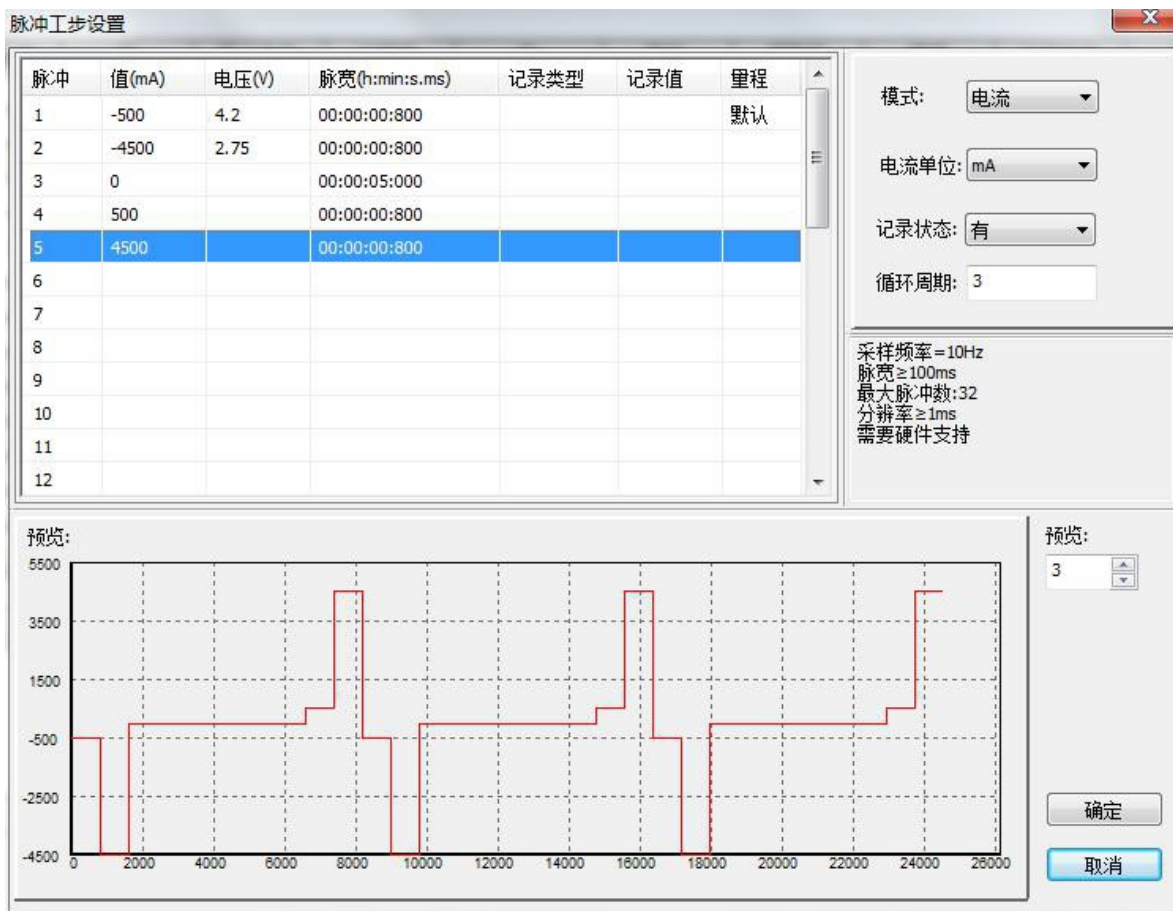 脉冲工步设置
X
脉冲 值(mA) 电压(V) 脉宽(h:min:s.ms) 记录类型 记录值 量程
1 -500 4.2 00:00:00:800 默认
2 -4500 2.75 00:00:00:800
3 0 00:00:05:000
4 500 00:00:00:800
5 4500 00:00:00:800
6
7
8
9
10
11
12
模式: 电流
电流单位: mA
记录状态: 有
循环周期: 3
采样频率=10Hz
脉宽≥100ms
最大脉冲数:32
分辨率≥1ms
需要硬件支持
预览:
5500
3500
1500
-500
-2500
-4500
0 2000 4000 6000 8000 10000 12000 14000 16000 18000 20000 22000 24000 26000
预览:
3
确定
取消